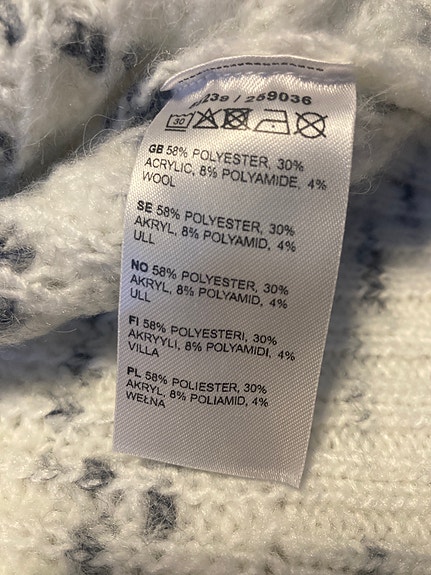 239 / 259036
30
GB 58% POLYESTER, 30%
ACRYLIC, 8% POLYAMIDE, 4%
WOOL
SE 58% POLYESTER, 30%
AKRYL, 8% POLYAMID, 4%
ULL
NO 58% POLYESTER, 30%
AKRYL, 8% POLYAMID, 4%
ULL
FI 58% POLYESTERI, 30%
AKRYYLI, 8% POLYAMIDI, 4%
VILLA
PL 58% POLIESTER, 30%
AKRYL, 8% POLIAMID, 4%
WEŁNA